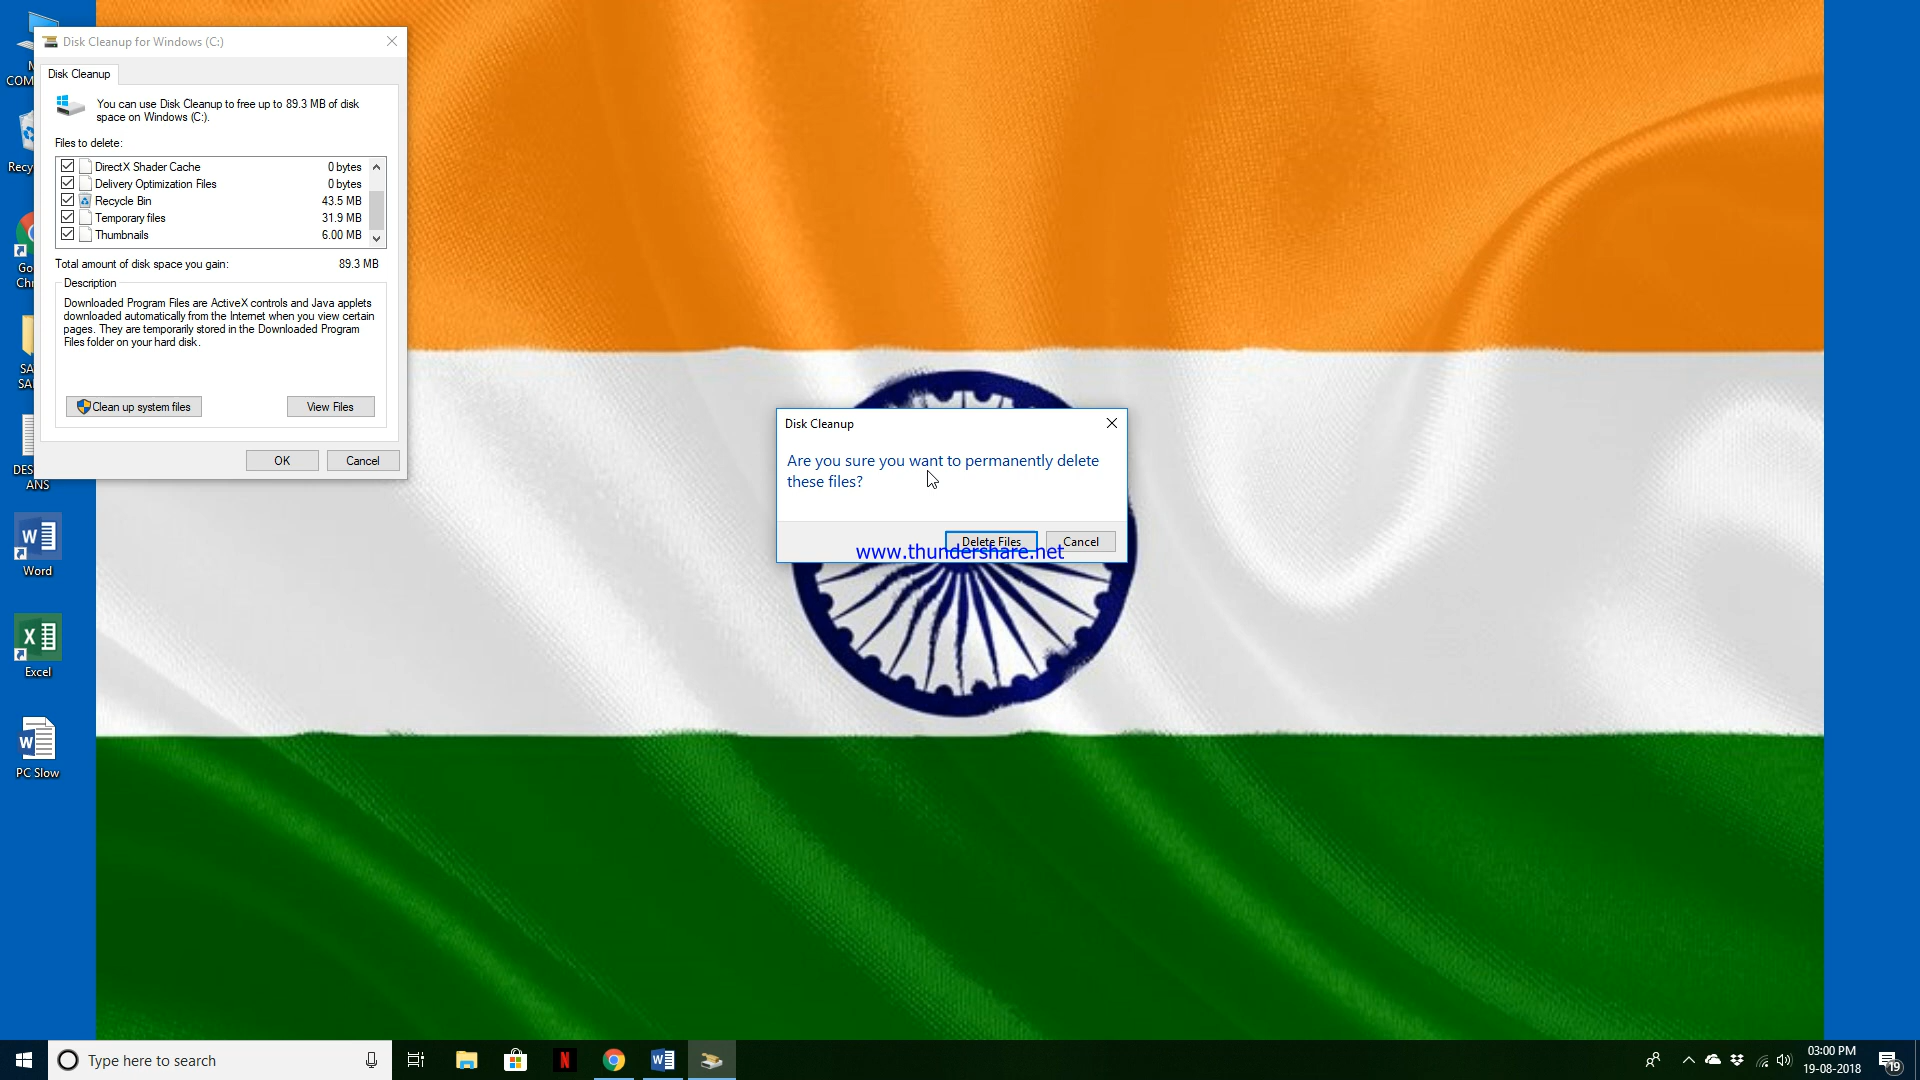 Disk Cleanup for Windows (C:)
Disk Cleanup
You can use Disk Cleanup to free up to 89.3 MB of disk
space on Windows (C:).
Files to delete:
DirectX Shader Cache 0 bytes
Delivery Optimization Files 0 bytes
Recycle Bin 43.5 MB
Temporary files 31.9 MB
Thumbnails 6.00 MB
Total amount of disk space you gain: 89.3 MB
Description
Downloaded Program Files are ActiveX controls and Java applets
downloaded automatically from the Internet when you view certain
pages. They are temporarily stored in the Downloaded Program
Files folder on your hard disk.
Clean up system files View Files
OK Cancel
Disk Cleanup
Are you sure you want to permanently delete
these files?
Delete Files Cancel
www.thundershare.net
ANS
Word
Excel
PC Slow
Type here to search
03:00 PM
19-08-2018
19